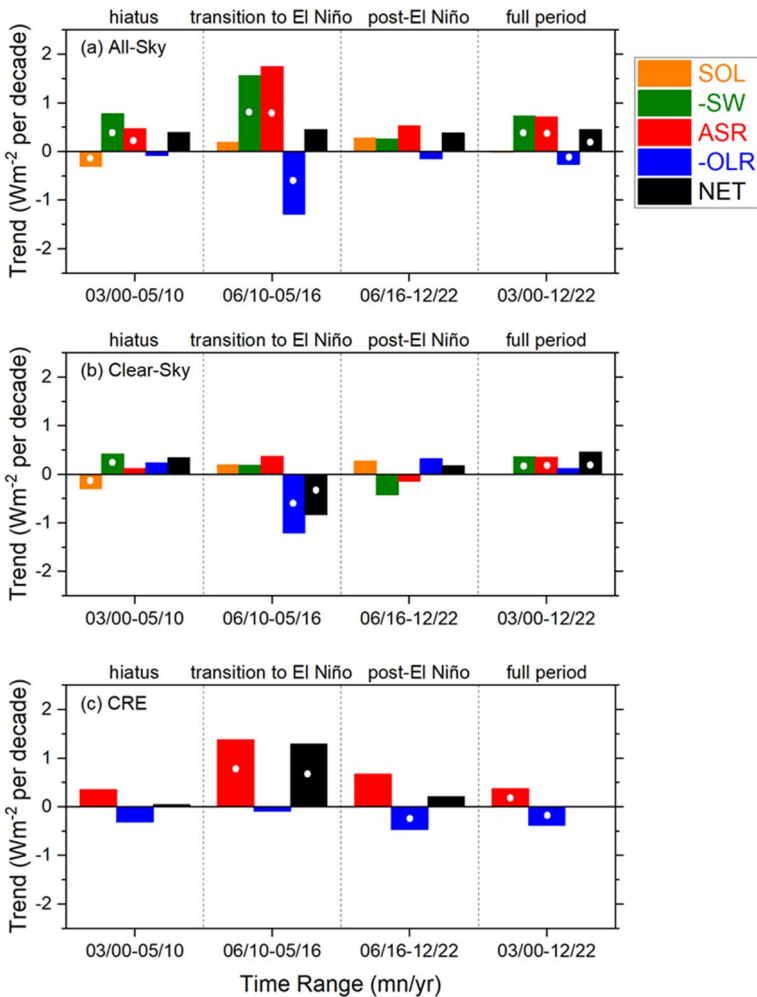 hiatus transition to El Niño post-El Niño full period
(a) All-Sky
2
1
0
-1
-2
Trend (Wm⁻² per decade)
03/00-05/10 06/10-05/16 06/16-12/22 03/00-12/22
SOL
-SW
ASR
-OLR
NET
hiatus transition to El Niño post-El Niño full period
(b) Clear-Sky
2
1
0
-1
-2
Trend (Wm⁻² per decade)
03/00-05/10 06/10-05/16 06/16-12/22 03/00-12/22
hiatus transition to El Niño post-El Niño full period
(c) CRE
2
1
0
-1
-2
Trend (Wm⁻² per decade)
03/00-05/10 06/10-05/16 06/16-12/22 03/00-12/22
Time Range (mn/yr)